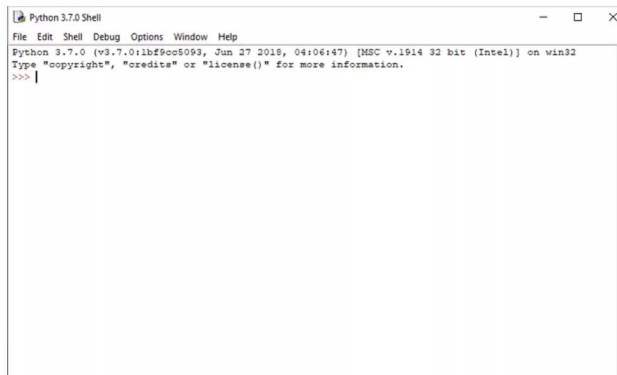 Python 3.7.0 Shell
File Edit Shell Debug Options Window Help
Python 3.7.0 (v3.7.0:1bf9cc5093, Jun 27 2018, 04:06:47) [MSC v.1914 32 bit (Intel)] on win32
Type "copyright", "credits" or "license()" for more information.
>>>